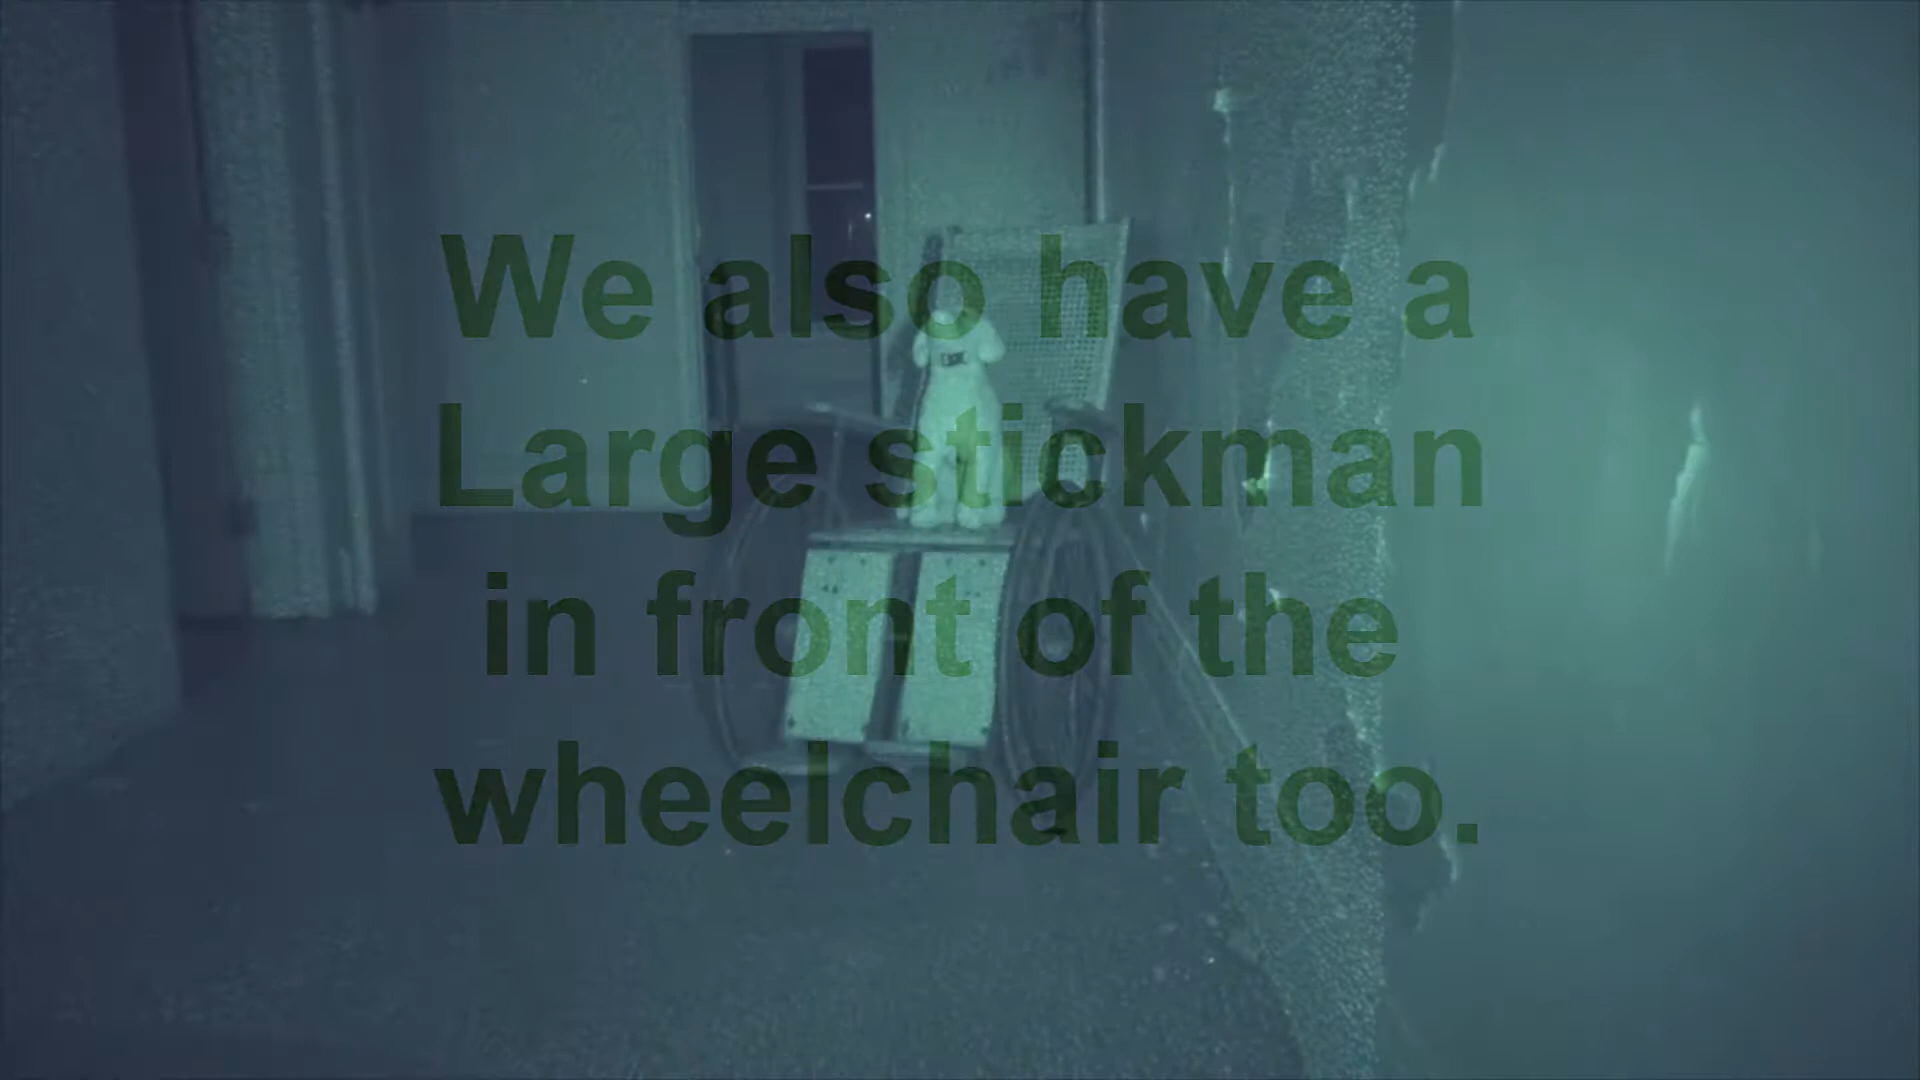 We also have a
Large stickman
in front of the
wheelchair too.